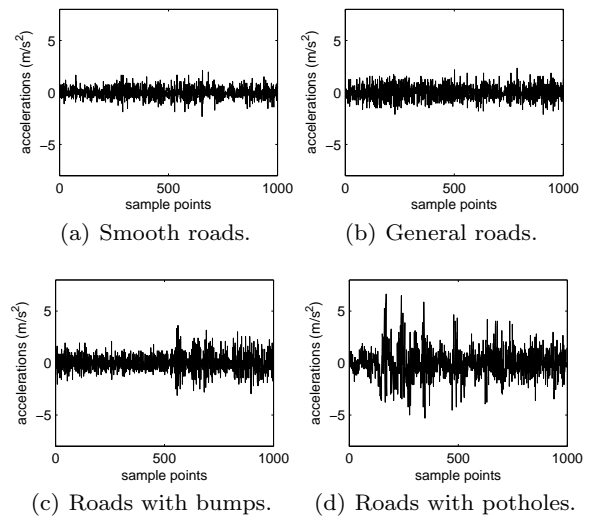 accelerations (m/s²)
5
0
−5
0 500 1000
sample points
(a) Smooth roads.
accelerations (m/s²)
5
0
−5
0 500 1000
sample points
(b) General roads.
accelerations (m/s²)
5
0
−5
0 500 1000
sample points
(c) Roads with bumps.
accelerations (m/s²)
5
0
−5
0 500 1000
sample points
(d) Roads with potholes.